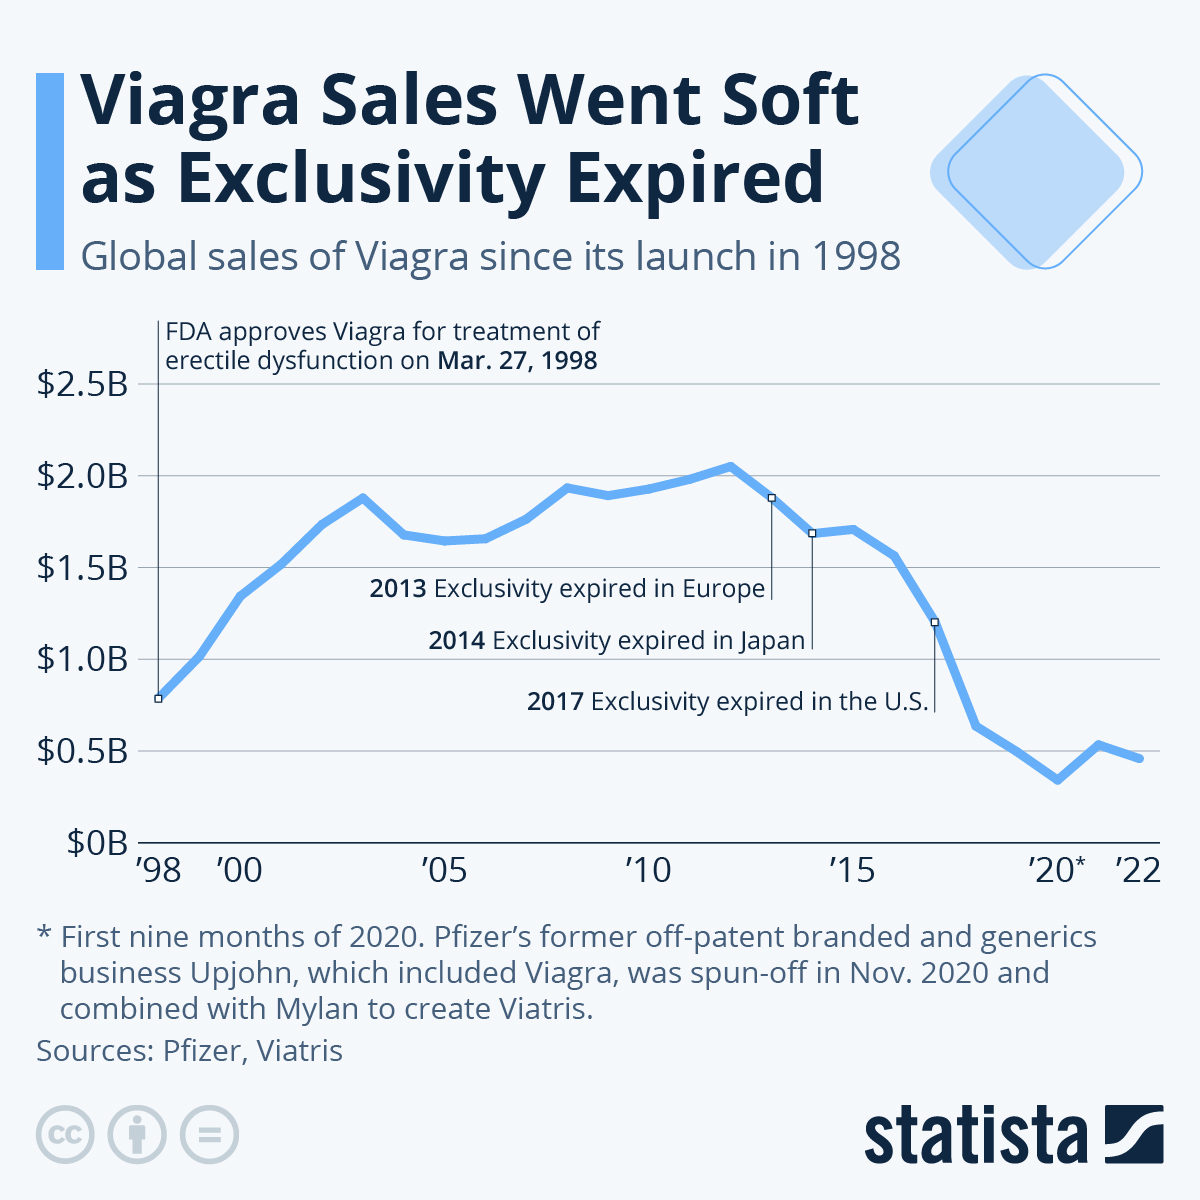 Viagra Sales Went Soft
as Exclusivity Expired
Global sales of Viagra since its launch in 1998
FDA approves Viagra for treatment of
erectile dysfunction on Mar. 27, 1998
$2.5B
$2.0B
$1.5B
2013 Exclusivity expired in Europe
2014 Exclusivity expired in Japan
$1.0B
2017 Exclusivity expired in the U.S.
$0.5B
$0B
’98 ’00 ’05 ’10 ’15 ’20* ’22
* First nine months of 2020. Pfizer’s former off-patent branded and generics
business Upjohn, which included Viagra, was spun-off in Nov. 2020 and
combined with Mylan to create Viatris.
Sources: Pfizer, Viatris
cc
statista